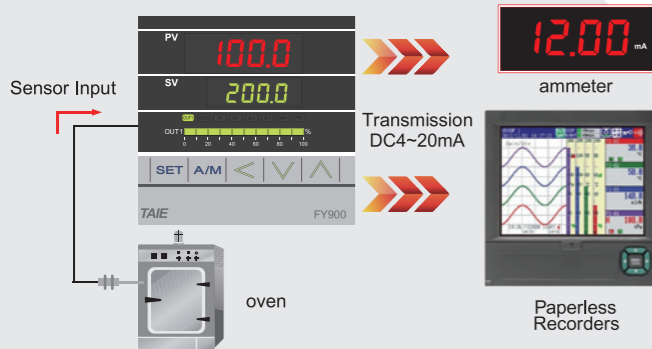 PV
100.0
SV
200.0
OUT1
OUT1
%
0 20 40 60 80 100
SET A/M
TAIE FY900
Sensor Input
Transmission
DC4~20mA
12.00 mA
ammeter
oven
Paperless
Recorders